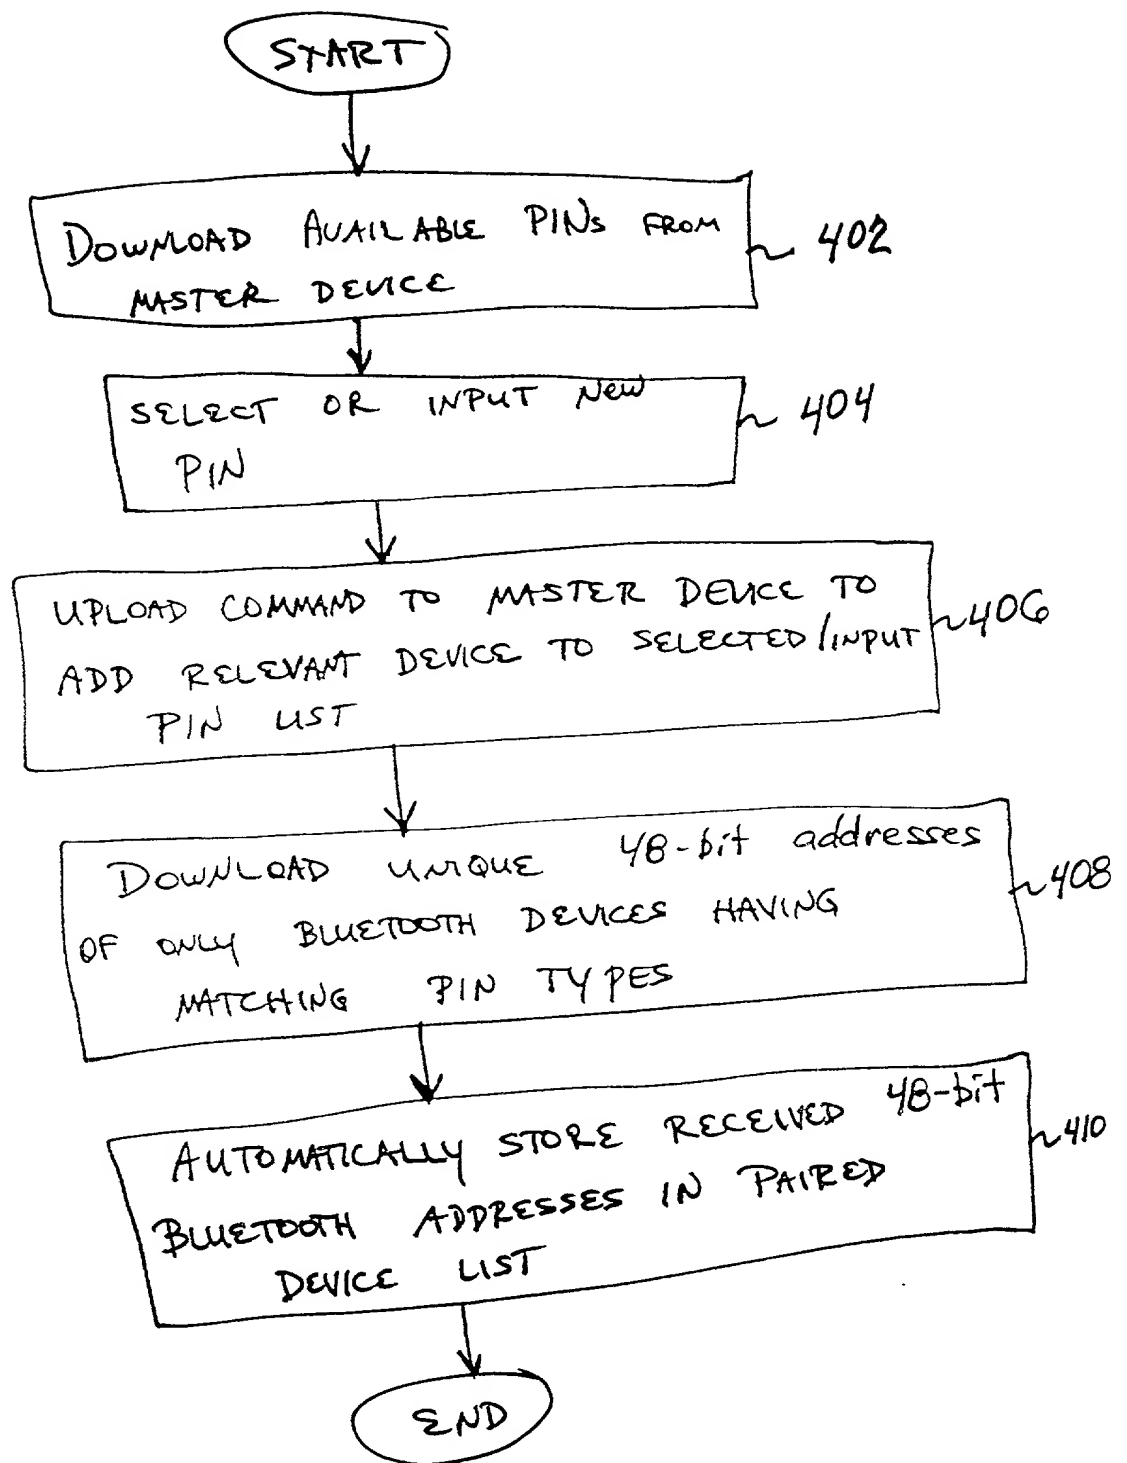 START
DOWNLOAD AVAILABLE PINs FROM
MASTER DEVICE
402
SELECT OR INPUT New
PIN
404
UPLOAD COMMAND TO MASTER DEVICE TO
ADD RELEVANT DEVICE TO SELECTED/INPUT
PIN LIST
406
DOWNLOAD UNIQUE 48-bit addresses
OF ONLY BLUETOOTH DEVICES HAVING
MATCHING PIN TYPES
408
AUTOMATICALLY STORE RECEIVED 48-bit
BLUETOOTH ADDRESSES IN PAIRED
DEVICE LIST
410
END